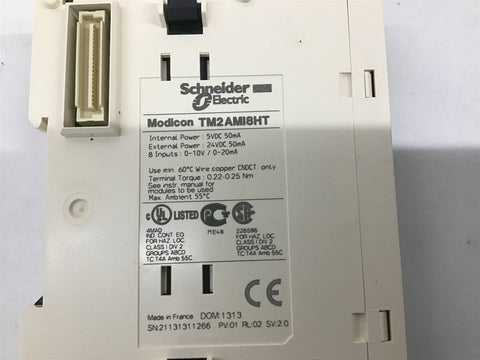 Schneider
Electric
Modicon TM2AMI8HT
Internal Power : 5VDC 50mA
External Power : 24VDC 50mA
8 Inputs : 0-10V / 0-20mA
Use min 60°C Wire copper CNDCT. only
Terminal Torque : 0.22-0.25 Nm
See instr. manual for
modules to be used
Max. Ambient 55°C
c UL LISTED
ME48
4MA0
IND CONT. EQ
FOR HAZ. LOC.
CLASS I DIV 2
GROUPS ABCD
TC T4A Amb 55C
226596
FOR HAZ LOC.
CLASS I DIV 2
GROUPS ABCD
TC T4A Amb 55C
CE
Made in France DOM:1313
SN:21131311266 PV:01 RL:02 SV:2.0